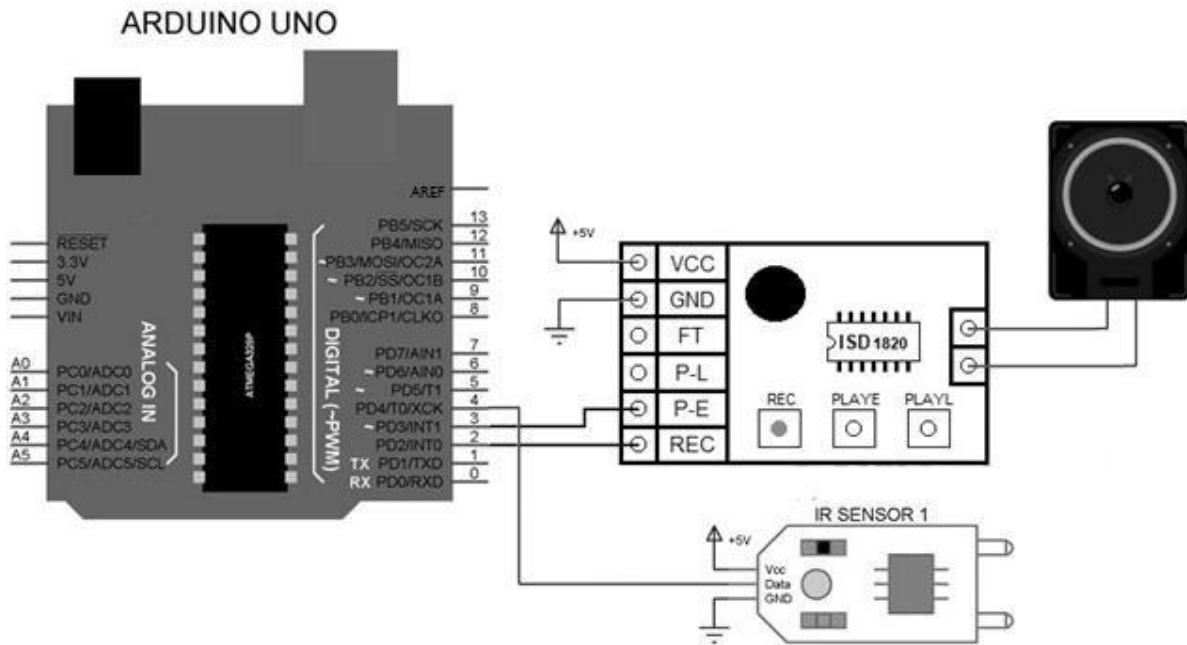 ARDUINO UNO
AREF
RESET
3.3V
5V
GND
VIN
A0 PC0/ADC0
A1 PC1/ADC1
A2 PC2/ADC2
A3 PC3/ADC3
A4 PC4/ADC4/SDA
A5 PC5/ADC5/SCL
ANALOG IN
ATMEGA328P
DIGITAL (~PWM)
PB5/SCK 13
PB4/MISO 12
~PB3/MOSI/OC2A 11
~ PB2/SS/OC1B 10
~ PB1/OC1A 9
PB0/ICP1/CLKO 8
PD7/AIN1 7
~ PD6/AIN0 6
~ PD5/T1 5
PD4/T0/XCK 4
~ PD3/INT1 3
PD2/INT0 2
TX PD1/TXD 1
RX PD0/RXD 0
+5V
VCC
GND
FT
P-L
P-E
REC
ISD 1820
REC PLAYE PLAYL
IR SENSOR 1
+5V
Vcc
Data
GND